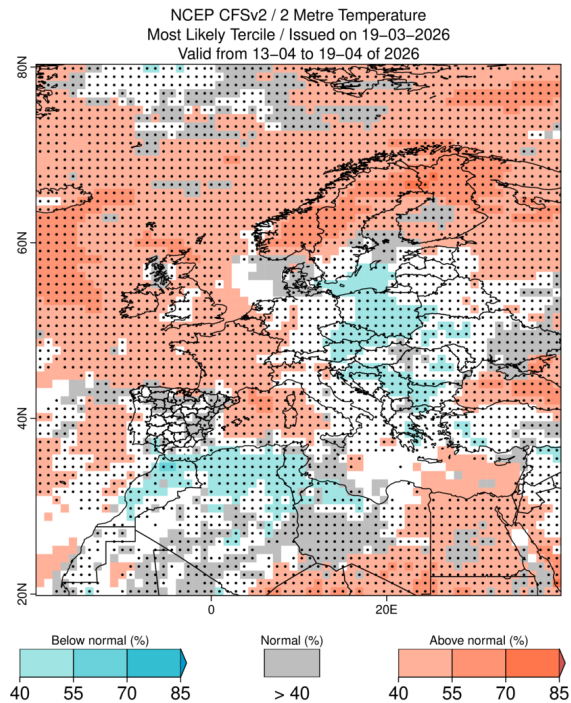 NCEP CFSv2 / 2 Metre Temperature
Most Likely Tercile / Issued on 19−03−2026
Valid from 13−04 to 19−04 of 2026
80N
60N
40N
20N
0
20E
Below normal (%)
Normal (%)
Above normal (%)
40 55 70 85
> 40
40 55 70 85